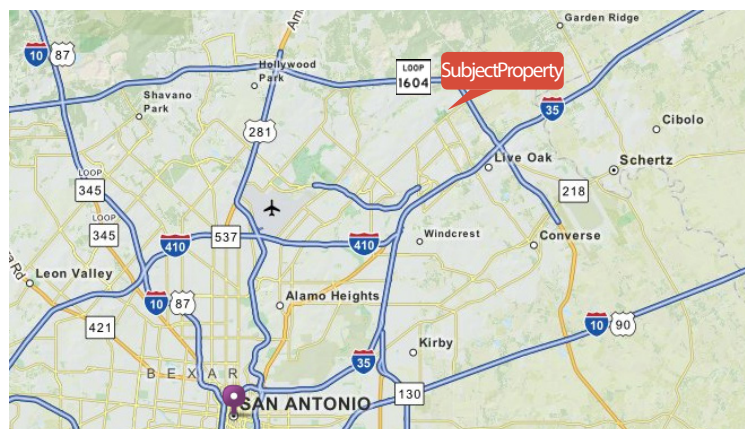 Garden Ridge
Am
10
87
Hollywood
Park
LOOP
1604
SubjectProperty
Shavano
Park
35
Cibolo
281
Live Oak
Schertz
LOOP
345
218
LOOP
345
410
537
410
Windcrest
Converse
a Rd
Leon Valley
10
87
Alamo Heights
421
10
90
Kirby
35
BEXAR
130
SAN ANTONIO